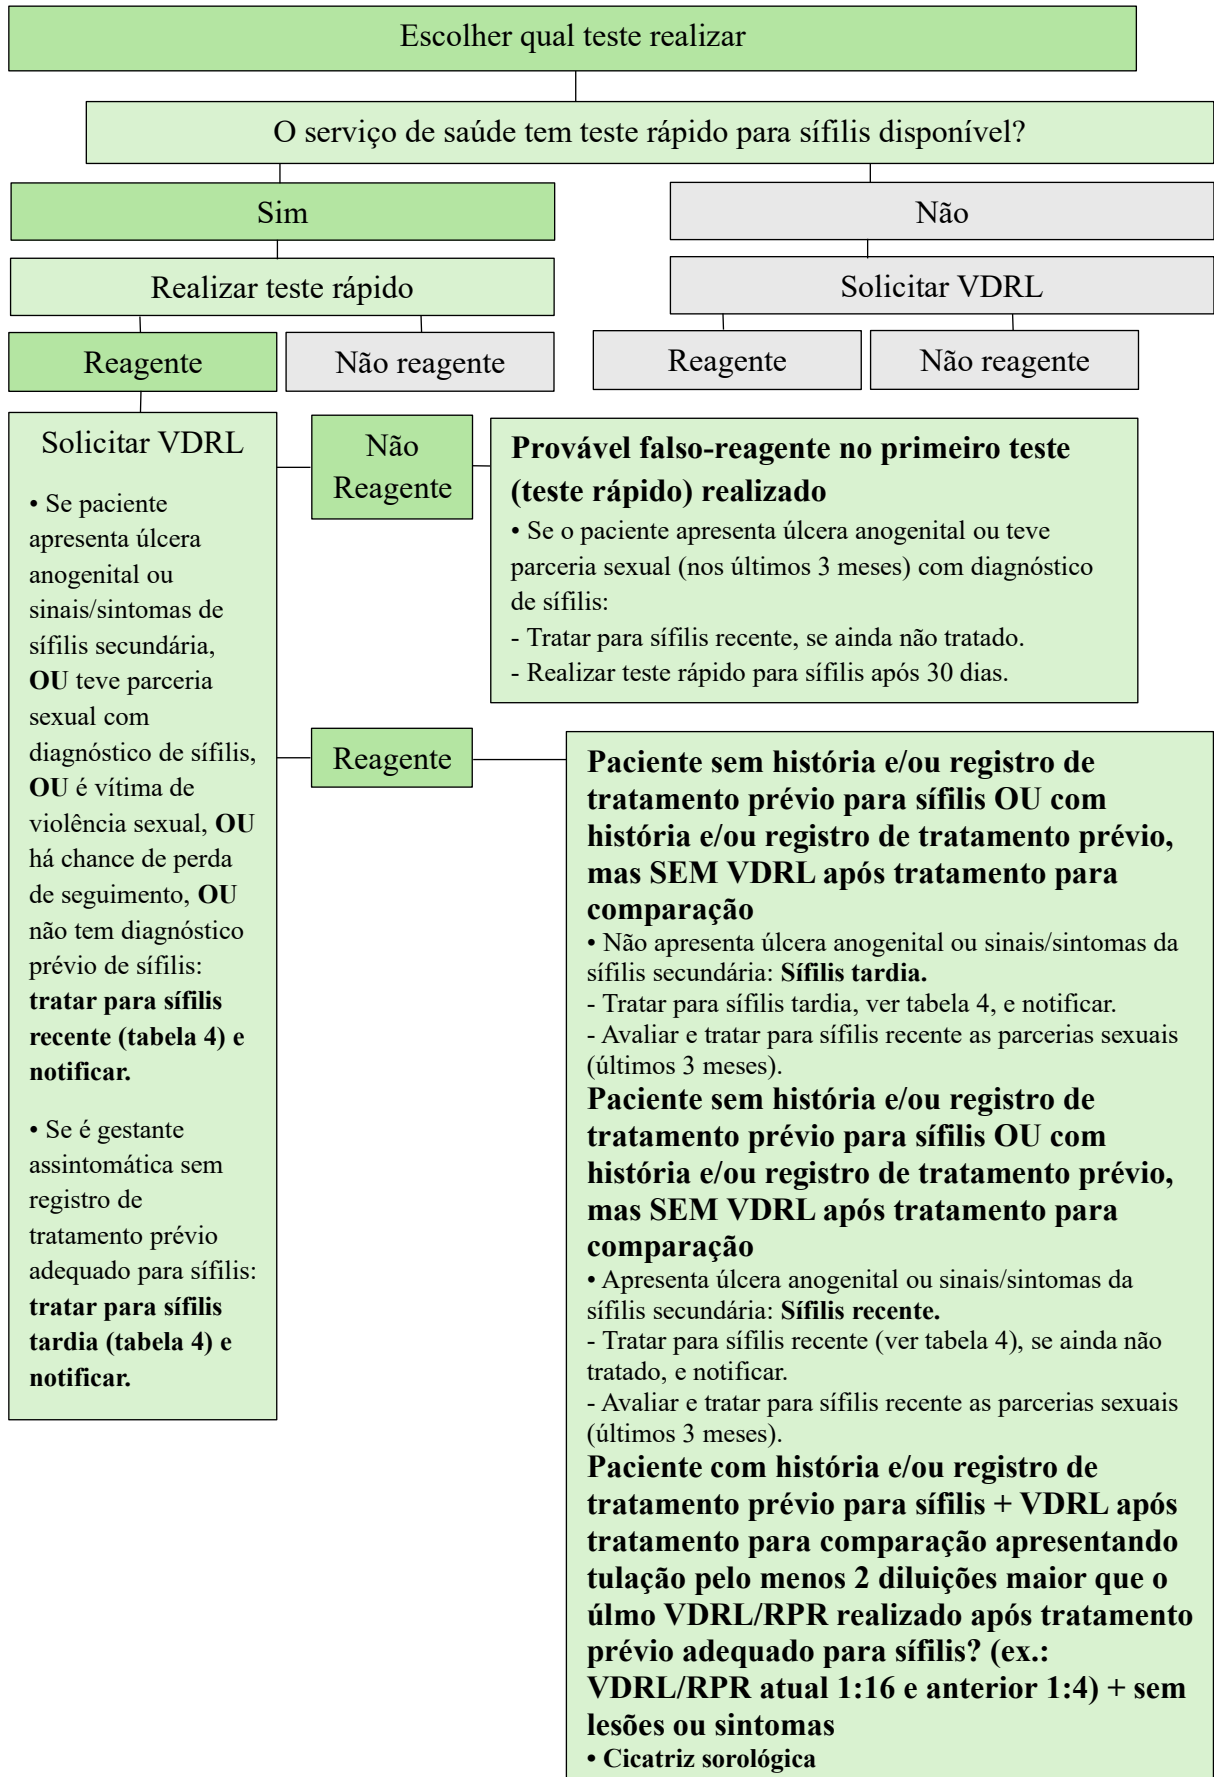 Escolher qual teste realizar
O serviço de saúde tem teste rápido para sífilis disponível?
Sim
Não
Realizar teste rápido
Solicitar VDRL
Reagente
Não reagente
Reagente
Não reagente
Solicitar VDRL
• Se paciente
apresenta úlcera
anogenital ou
sinais/sintomas de
sífilis secundária,
OU teve parceria
sexual com
diagnóstico de sífilis,
OU é vítima de
violência sexual, OU
há chance de perda
de seguimento, OU
não tem diagnóstico
prévio de sífilis:
tratar para sífilis
recente (tabela 4) e
notificar.
• Se é gestante
assintomática sem
registro de
tratamento prévio
adequado para sífilis:
tratar para sífilis
tardia (tabela 4) e
notificar.
Não
Reagente
Provável falso-reagente no primeiro teste
(teste rápido) realizado
• Se o paciente apresenta úlcera anogenital ou teve
parceria sexual (nos últimos 3 meses) com diagnóstico
de sífilis:
- Tratar para sífilis recente, se ainda não tratado.
- Realizar teste rápido para sífilis após 30 dias.
Reagente
Paciente sem história e/ou registro de
tratamento prévio para sífilis OU com
história e/ou registro de tratamento prévio,
mas SEM VDRL após tratamento para
comparação
• Não apresenta úlcera anogenital ou sinais/sintomas da
sífilis secundária: Sífilis tardia.
- Tratar para sífilis tardia, ver tabela 4, e notificar.
- Avaliar e tratar para sífilis recente as parcerias sexuais
(últimos 3 meses).
Paciente sem história e/ou registro de
tratamento prévio para sífilis OU com
história e/ou registro de tratamento prévio,
mas SEM VDRL após tratamento para
comparação
• Apresenta úlcera anogenital ou sinais/sintomas da
sífilis secundária: Sífilis recente.
- Tratar para sífilis recente (ver tabela 4), se ainda não
tratado, e notificar.
- Avaliar e tratar para sífilis recente as parcerias sexuais
(últimos 3 meses).
Paciente com história e/ou registro de
tratamento prévio para sífilis + VDRL após
tratamento para comparação apresentando
tulação pelo menos 2 diluições maior que o
úlmo VDRL/RPR realizado após tratamento
prévio adequado para sífilis? (ex.:
VDRL/RPR atual 1:16 e anterior 1:4) + sem
lesões ou sintomas
• Cicatriz sorológica